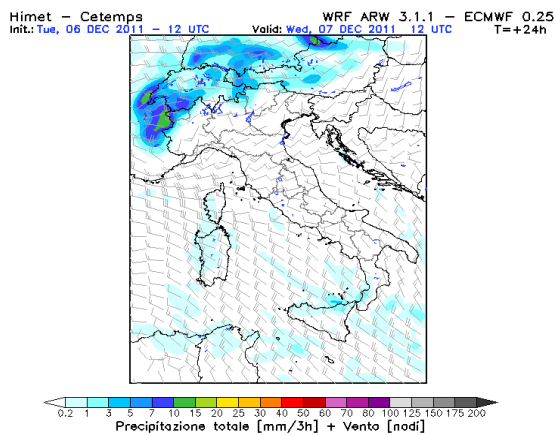 Himet – Cetemps WRF ARW 3.1.1 – ECMWF 0.25
Init.: Tue, 06 DEC 2011 – 12 UTC Valid: Wed, 07 DEC 2011 12 UTC T=+24h
0.2 1 3 5 7 10 15 20 25 30 40 50 60 70 80 100 125 150 175 200
Precipitazione totale [mm/3h] + Vento [nodi]